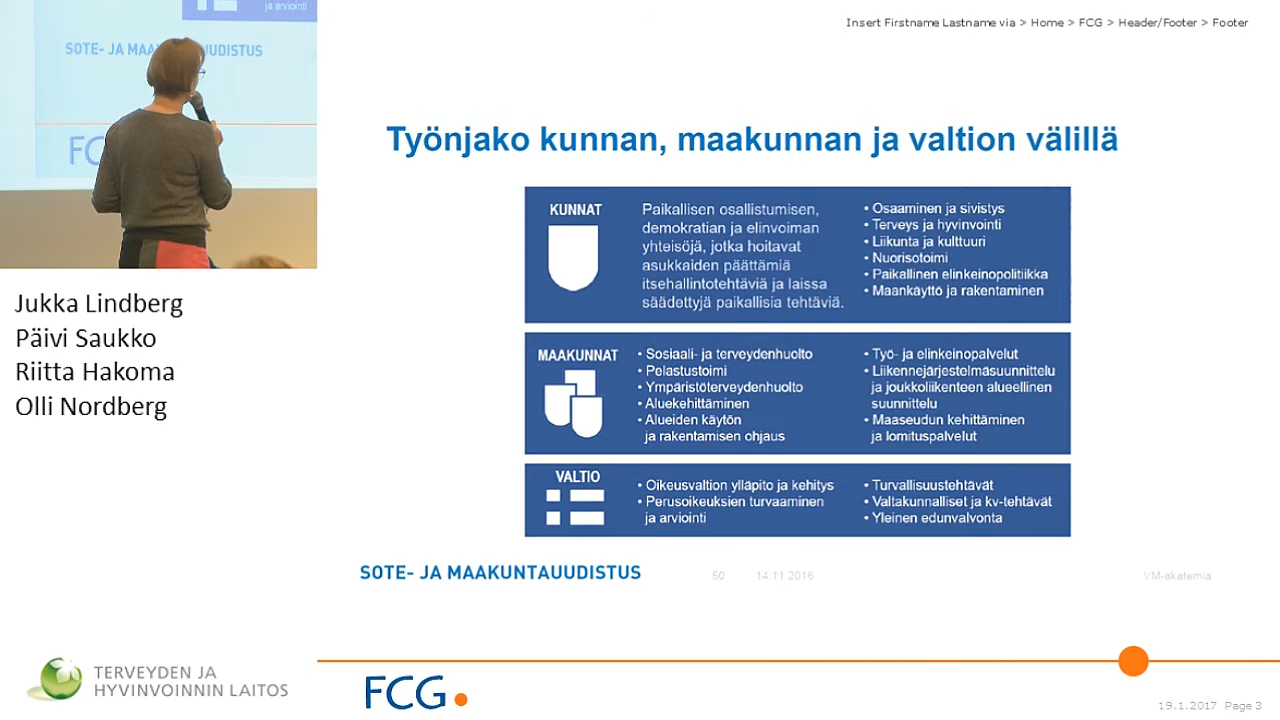 ja arviointi
SOTE- JA MAA
UDISTUS
FC
Insert Firstname Lastname via > Home > FCG > Header/Footer > Footer
Jukka Lindberg
Päivi Saukko
Riitta Hakoma
Olli Nordberg
Työnjako kunnan, maakunnan ja valtion välillä
KUNNAT
Paikallisen osallistumisen,
demokratian ja elinvoiman
yhteisöjä, jotka hoitavat
asukkaiden päättämiä
itsehallintotehtäviä ja laissa
säädettyjä paikallisia tehtäviä.
• Osaaminen ja sivistys
• Terveys ja hyvinvointi
• Liikunta ja kulttuuri
• Nuorisotoimi
• Paikallinen elinkeinopolitiikka
• Maankäyttö ja rakentaminen
MAAKUNNAT
• Sosiaali- ja terveydenhuolto
• Pelastustoimi
• Ympäristöterveydenhuolto
• Aluekehittäminen
• Alueiden käytön
ja rakentamisen ohjaus
• Työ- ja elinkeinopalvelut
• Liikennejärjestelmäsuunnittelu
ja joukkoliikenteen alueellinen
suunnittelu
• Maaseudun kehittäminen
ja lomituspalvelut
VALTIO
• Oikeusvaltion ylläpito ja kehitys
• Perusoikeuksien turvaaminen
ja arviointi
• Turvallisuustehtävät
• Valtakunnalliset ja kv-tehtävät
• Yleinen edunvalvonta
SOTE- JA MAAKUNTAUUDISTUS
50 14.11.2016 VM-akatemia
TERVEYDEN JA
HYVINVOINNIN LAITOS
FCG
19.1.2017 Page 3